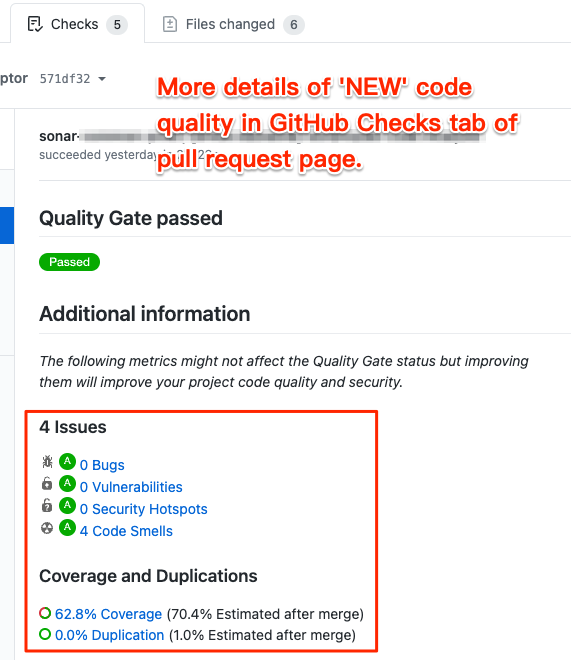 Checks 5 Files changed 6
ptor 571df32
More details of 'NEW' code
quality in GitHub Checks tab of
pull request page.
sonar-
succeeded yesterday
Quality Gate passed
Passed
Additional information
The following metrics might not affect the Quality Gate status but improving
them will improve your project code quality and security.
4 Issues
A 0 Bugs
A 0 Vulnerabilities
A 0 Security Hotspots
A 4 Code Smells
Coverage and Duplications
62.8% Coverage (70.4% Estimated after merge)
0.0% Duplication (1.0% Estimated after merge)